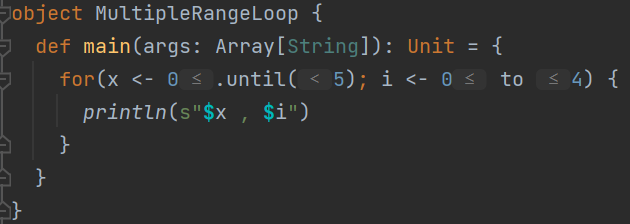 object MultipleRangeLoop {
def main(args: Array[String]): Unit = {
for(x <- 0 ≤ .until( < 5); i <- 0 ≤ to ≤ 4) {
println(s"$x , $i")
}
}
}